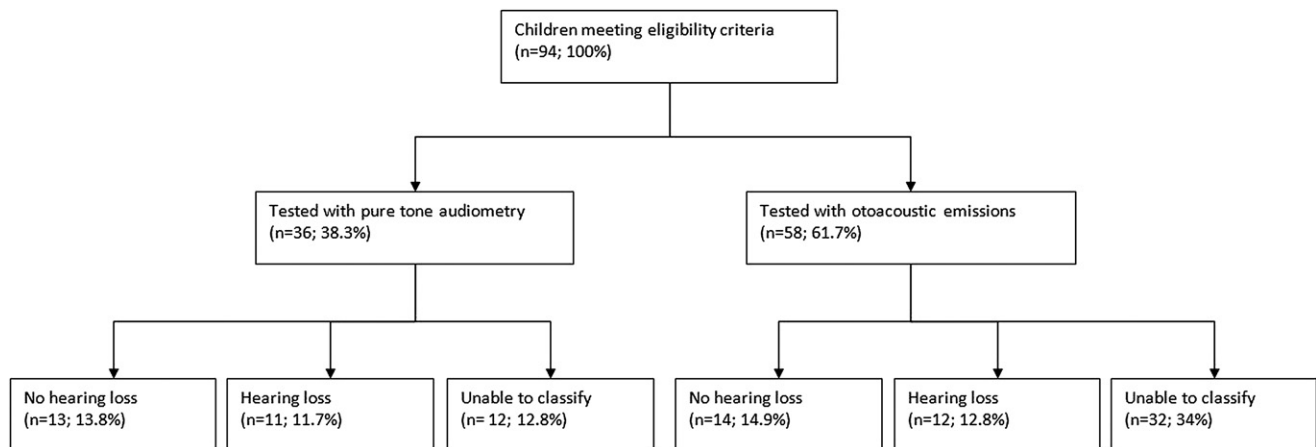 Children meeting eligibility criteria
(n=94; 100%)
Tested with pure tone audiometry
(n=36; 38.3%)
Tested with otoacoustic emissions
(n=58; 61.7%)
No hearing loss
(n=13; 13.8%)
Hearing loss
(n=11; 11.7%)
Unable to classify
(n= 12; 12.8%)
No hearing loss
(n=14; 14.9%)
Hearing loss
(n=12; 12.8%)
Unable to classify
(n=32; 34%)